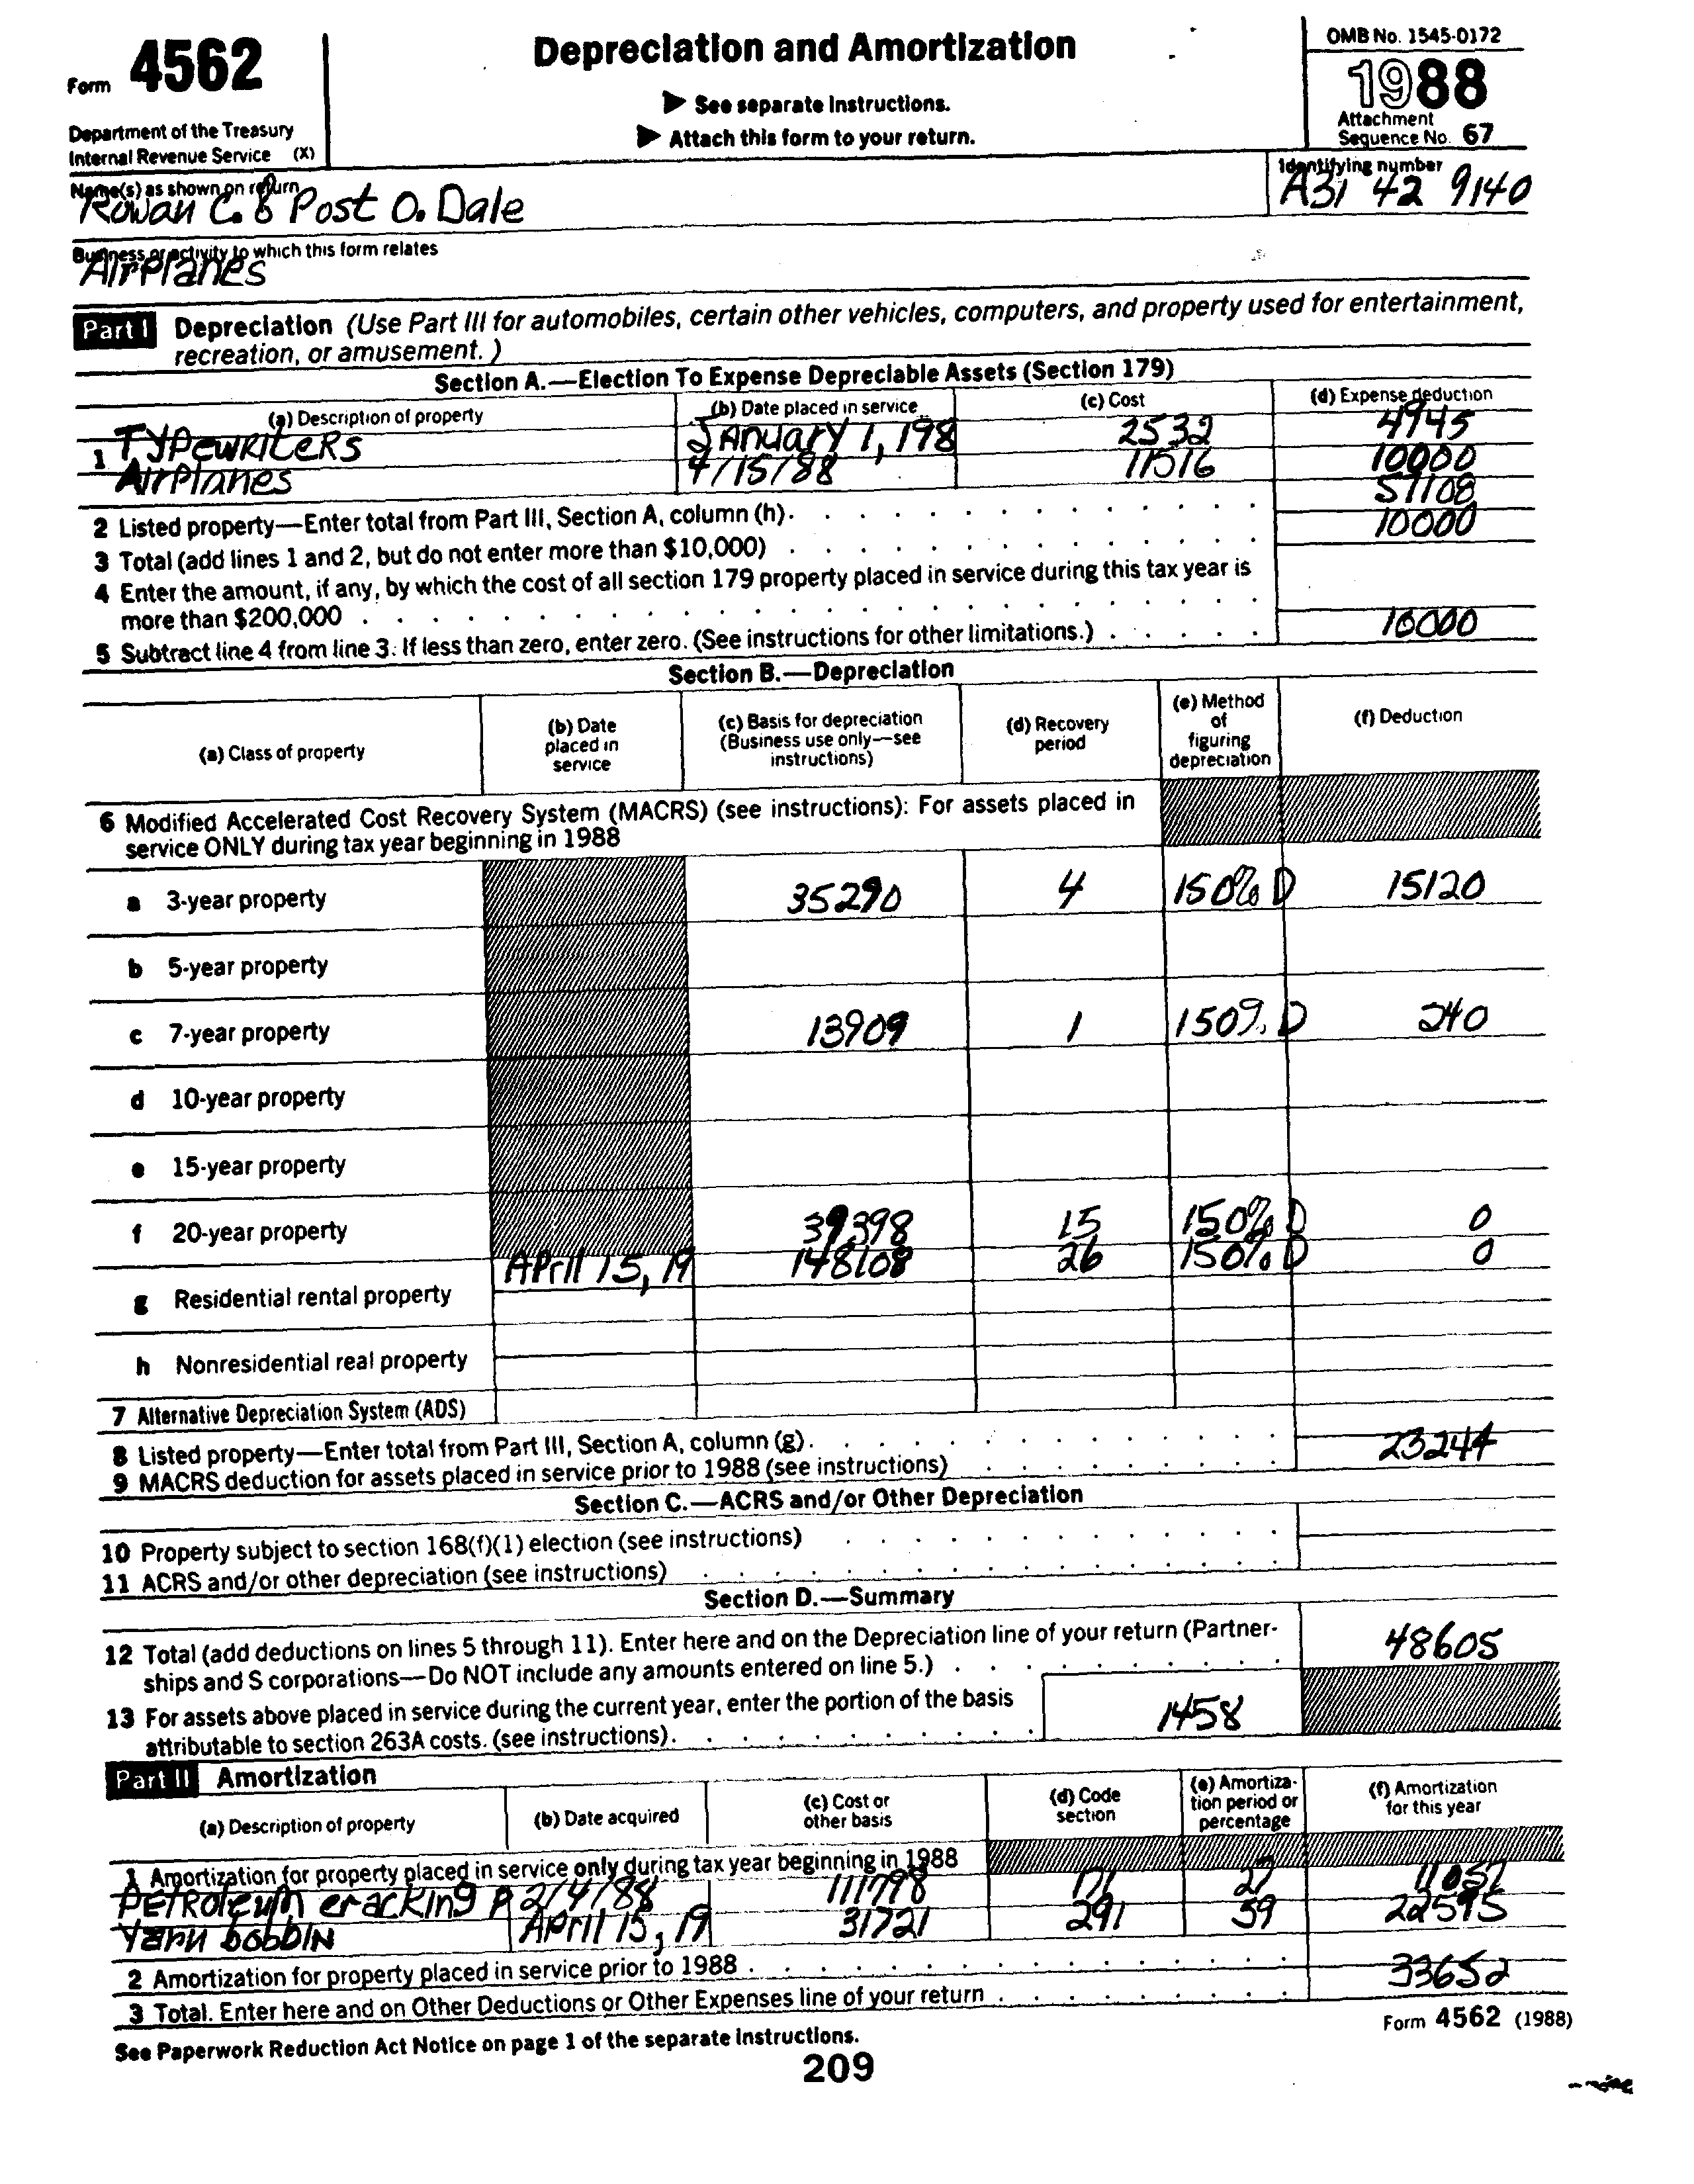 Form 4562
Department of the Treasury
Internal Revenue Service (X)
Depreciation and Amortization
▶ See separate instructions.
▶ Attach this form to your return.
OMB No. 1545-0172
1988
Attachment
Sequence No. 67
Name(s) as shown on return
Rowan C. & Post O. Dale
Identifying number
A31 42 9140
Business or activity to which this form relates
Airplanes
Part I Depreciation (Use Part III for automobiles, certain other vehicles, computers, and property used for entertainment,
recreation, or amusement.)
Section A.—Election To Expense Depreciable Assets (Section 179)
(a) Description of property (b) Date placed in service (c) Cost (d) Expense deduction
1 Typewriters January 1, 198 2532 4945
Airplanes 4/15/88 11516 10000
2 Listed property—Enter total from Part III, Section A, column (h) 57108
3 Total (add lines 1 and 2, but do not enter more than $10,000) 10000
4 Enter the amount, if any, by which the cost of all section 179 property placed in service during this tax year is
more than $200,000
5 Subtract line 4 from line 3. If less than zero, enter zero. (See instructions for other limitations.) 10000
Section B.—Depreciation
(a) Class of property (b) Date placed in service (c) Basis for depreciation (Business use only—see instructions) (d) Recovery period (e) Method of figuring depreciation (f) Deduction
6 Modified Accelerated Cost Recovery System (MACRS) (see instructions): For assets placed in
service ONLY during tax year beginning in 1988
a 3-year property 35290 4 150% D 15120
b 5-year property
c 7-year property 13909 1 150% D 240
d 10-year property
e 15-year property
f 20-year property 39398 15 150% D 0
April 15, 19 148108 26 150% D 0
g Residential rental property
h Nonresidential real property
7 Alternative Depreciation System (ADS)
8 Listed property—Enter total from Part III, Section A, column (g) 23244
9 MACRS deduction for assets placed in service prior to 1988 (see instructions)
Section C.—ACRS and/or Other Depreciation
10 Property subject to section 168(f)(1) election (see instructions)
11 ACRS and/or other depreciation (see instructions)
Section D.—Summary
12 Total (add deductions on lines 5 through 11). Enter here and on the Depreciation line of your return (Partner-
ships and S corporations—Do NOT include any amounts entered on line 5.) 48605
13 For assets above placed in service during the current year, enter the portion of the basis
attributable to section 263A costs. (see instructions) 1458
Part II Amortization
(a) Description of property (b) Date acquired (c) Cost or other basis (d) Code section (e) Amortiza-tion period or percentage (f) Amortization for this year
1 Amortization for property placed in service only during tax year beginning in 1988
Petroleum cracking P 2/4/88 111798 171 27 11057
Yarn bobbin April 15, 19 31721 291 39 22595
2 Amortization for property placed in service prior to 1988
3 Total. Enter here and on Other Deductions or Other Expenses line of your return 33652
See Paperwork Reduction Act Notice on page 1 of the separate instructions.
Form 4562 (1988)
209